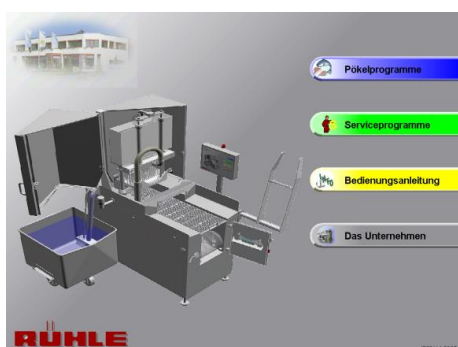 Pökelprogramme
Serviceprogramme
Bedienungsanleitung
Das Unternehmen
RÜHLE